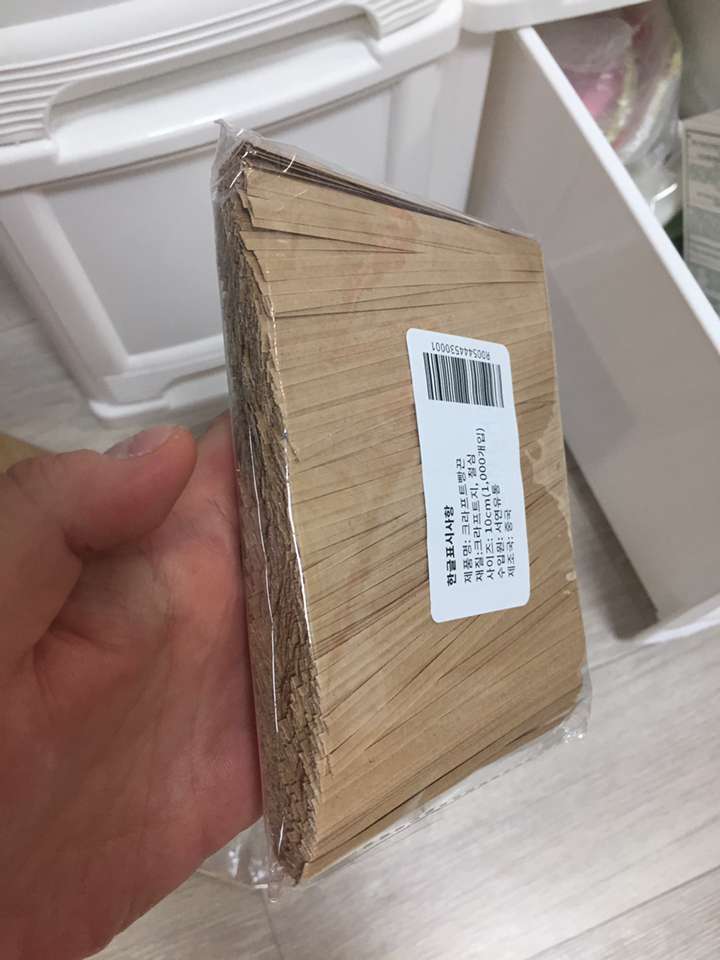 R00544530001
한글표시사항
제품명: 크라프트빵끈
재질:크라프트지, 철심
사이즈: 10cm(1,000개입)
수입원: 서연유통
제조국: 중국